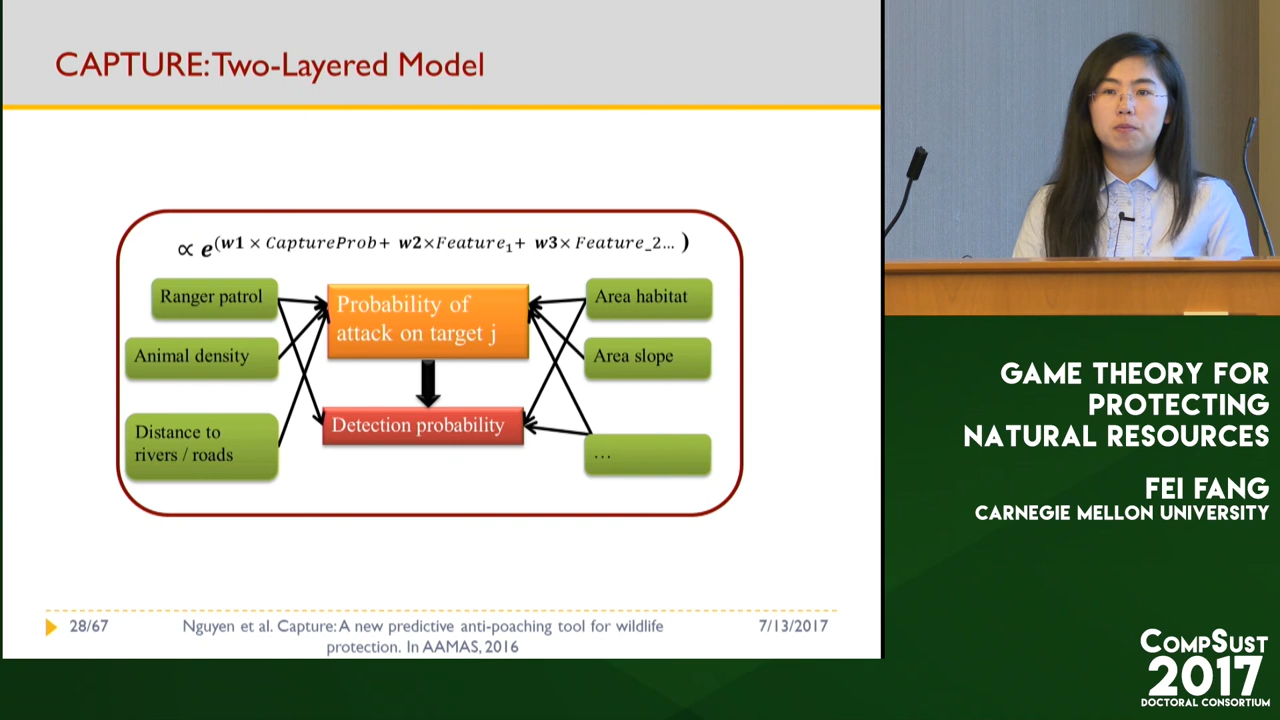 CAPTURE: Two-Layered Model
∝ e^(w1 × CaptureProb + w2 × Feature₁ + w3 × Feature_2... )
Ranger patrol
Animal density
Distance to
rivers / roads
Probability of
attack on target j
Detection probability
Area habitat
Area slope
...
28/67
Nguyen et al. Capture: A new predictive anti-poaching tool for wildlife
protection. In AAMAS, 2016
7/13/2017
GAME THEORY FOR
PROTECTING
NATURAL RESOURCES
FEI FANG
CARNEGIE MELLON UNIVERSITY
COMPSUST
2017
DOCTORAL CONSORTIUM